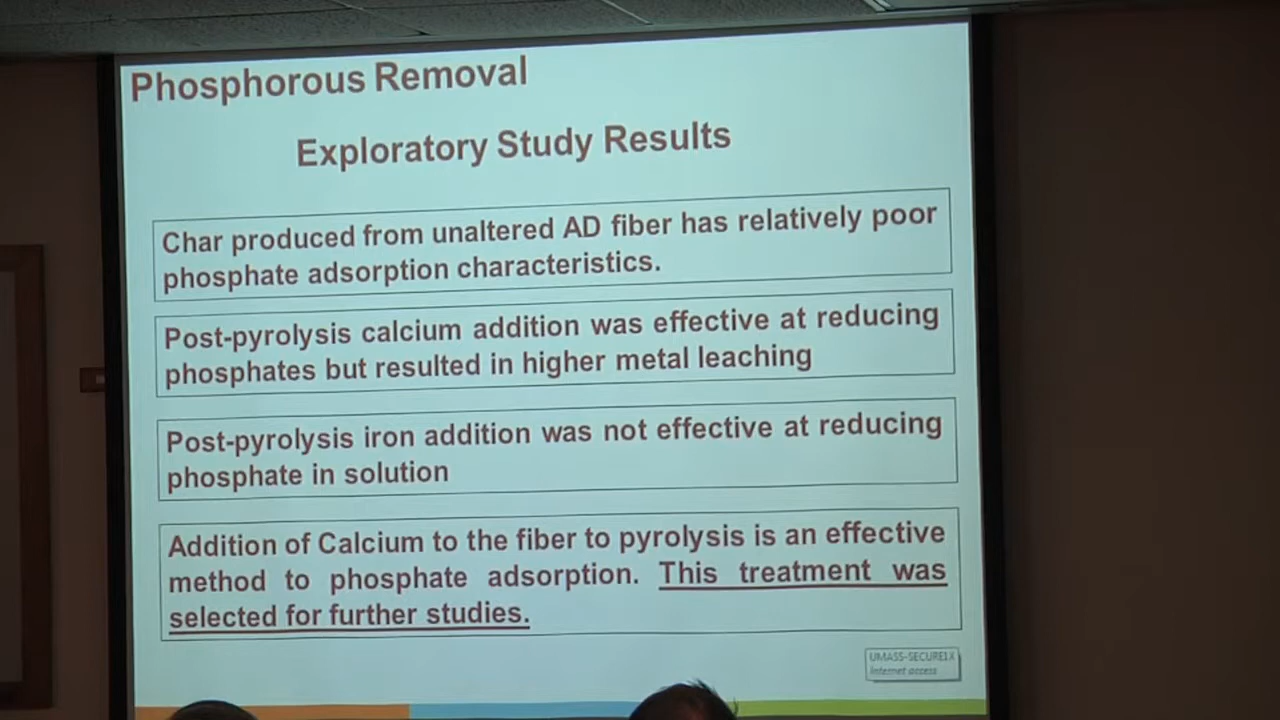 Phosphorous Removal
Exploratory Study Results
Char produced from unaltered AD fiber has relatively poor
phosphate adsorption characteristics.
Post-pyrolysis calcium addition was effective at reducing
phosphates but resulted in higher metal leaching
Post-pyrolysis iron addition was not effective at reducing
phosphate in solution
Addition of Calcium to the fiber to pyrolysis is an effective
method to phosphate adsorption. This treatment was
selected for further studies.
UMASS-SECURE1X
Internet access